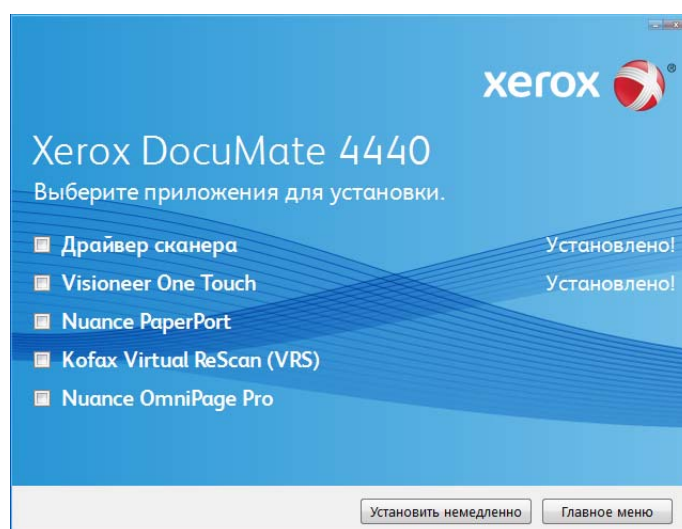 xerox
Xerox DocuMate 4440
Выберите приложения для установки.
Драйвер сканера Установлено!
Visioneer One Touch Установлено!
Nuance PaperPort
Kofax Virtual ReScan (VRS)
Nuance OmniPage Pro
Установить немедленно Главное меню